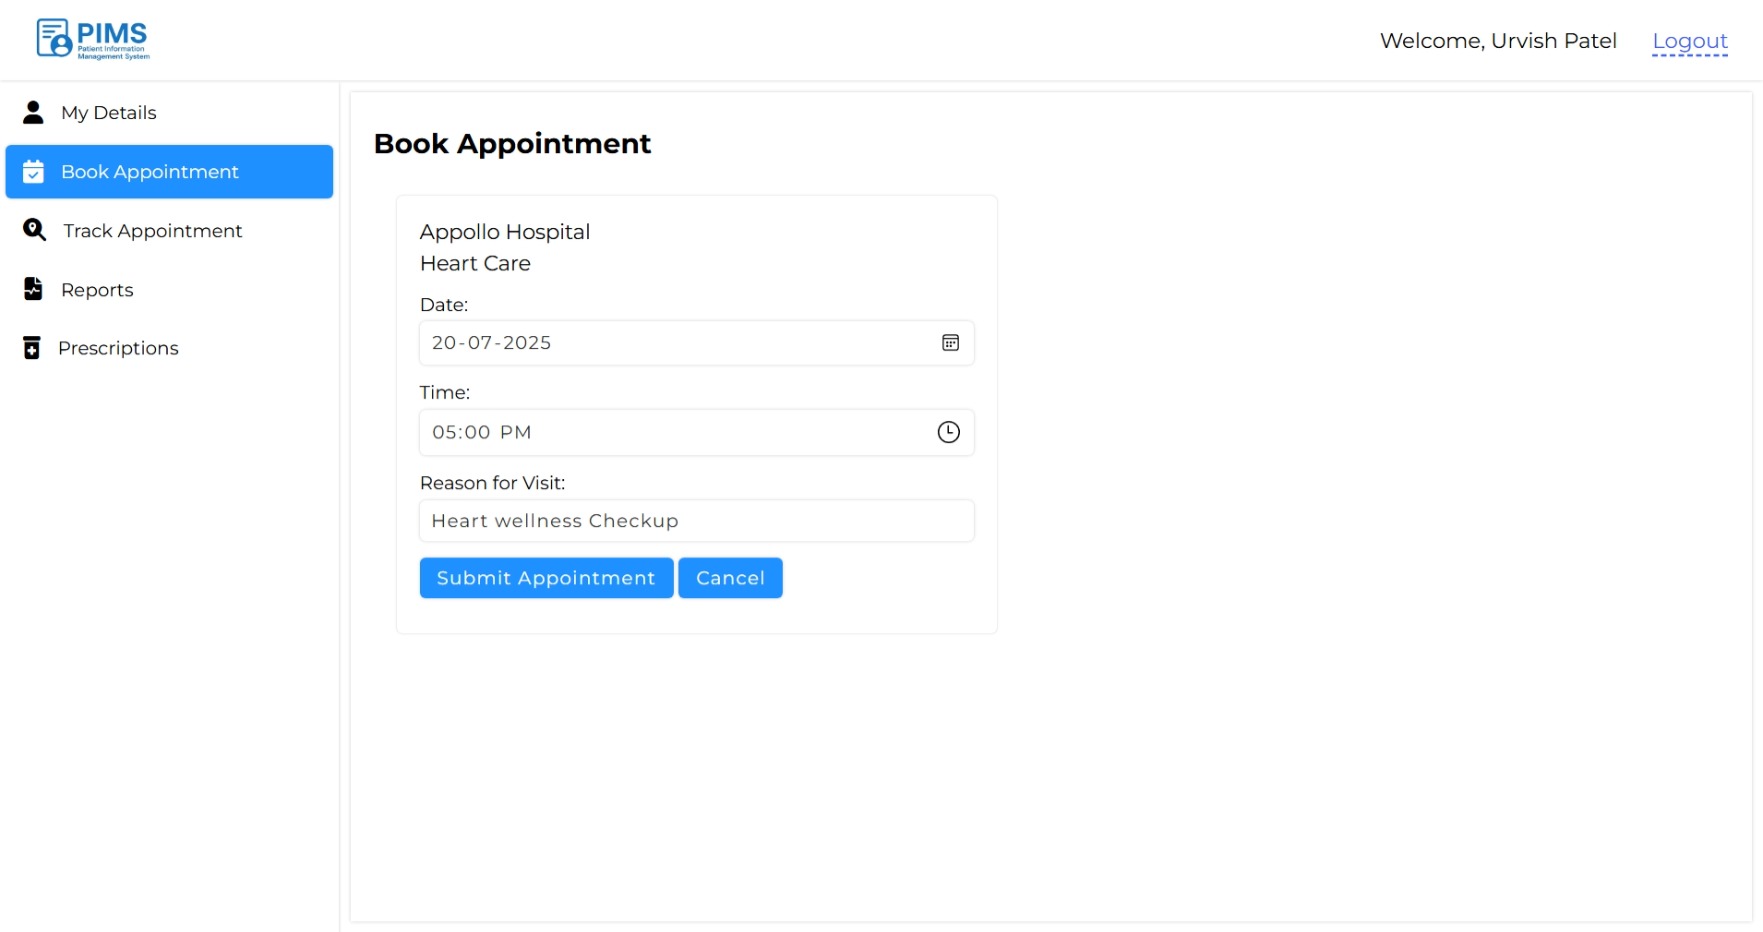 PIMS
Patient Information
Management System
Welcome, Urvish Patel
Logout
My Details
Book Appointment
Track Appointment
Reports
Prescriptions
Book Appointment
Appollo Hospital
Heart Care
Date:
20-07-2025
Time:
05:00 PM
Reason for Visit:
Heart wellness Checkup
Submit Appointment
Cancel